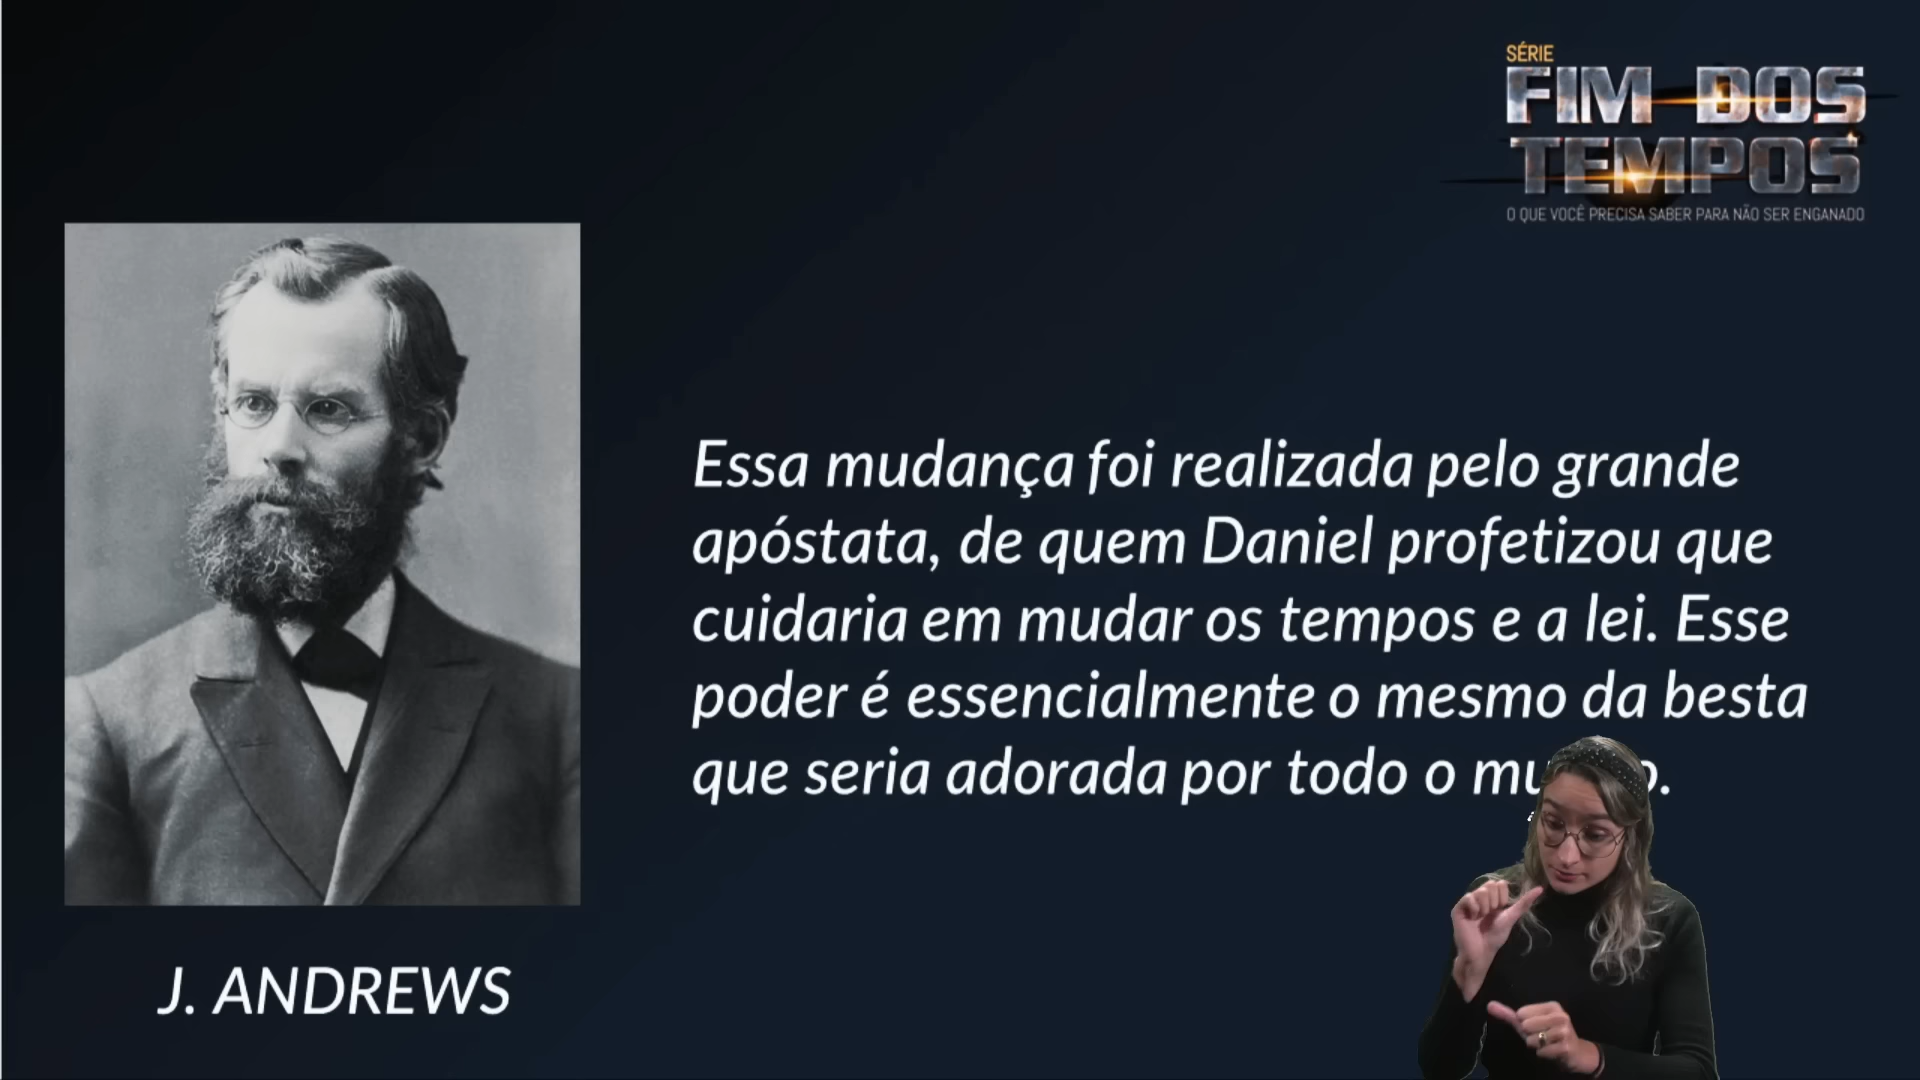 SÉRIE
FIM DOS
TEMPOS
O QUE VOCÊ PRECISA SABER PARA NÃO SER ENGANADO
Essa mudança foi realizada pelo grande
apóstata, de quem Daniel profetizou que
cuidaria em mudar os tempos e a lei. Esse
poder é essencialmente o mesmo da besta
que seria adorada por todo o
J. ANDREWS